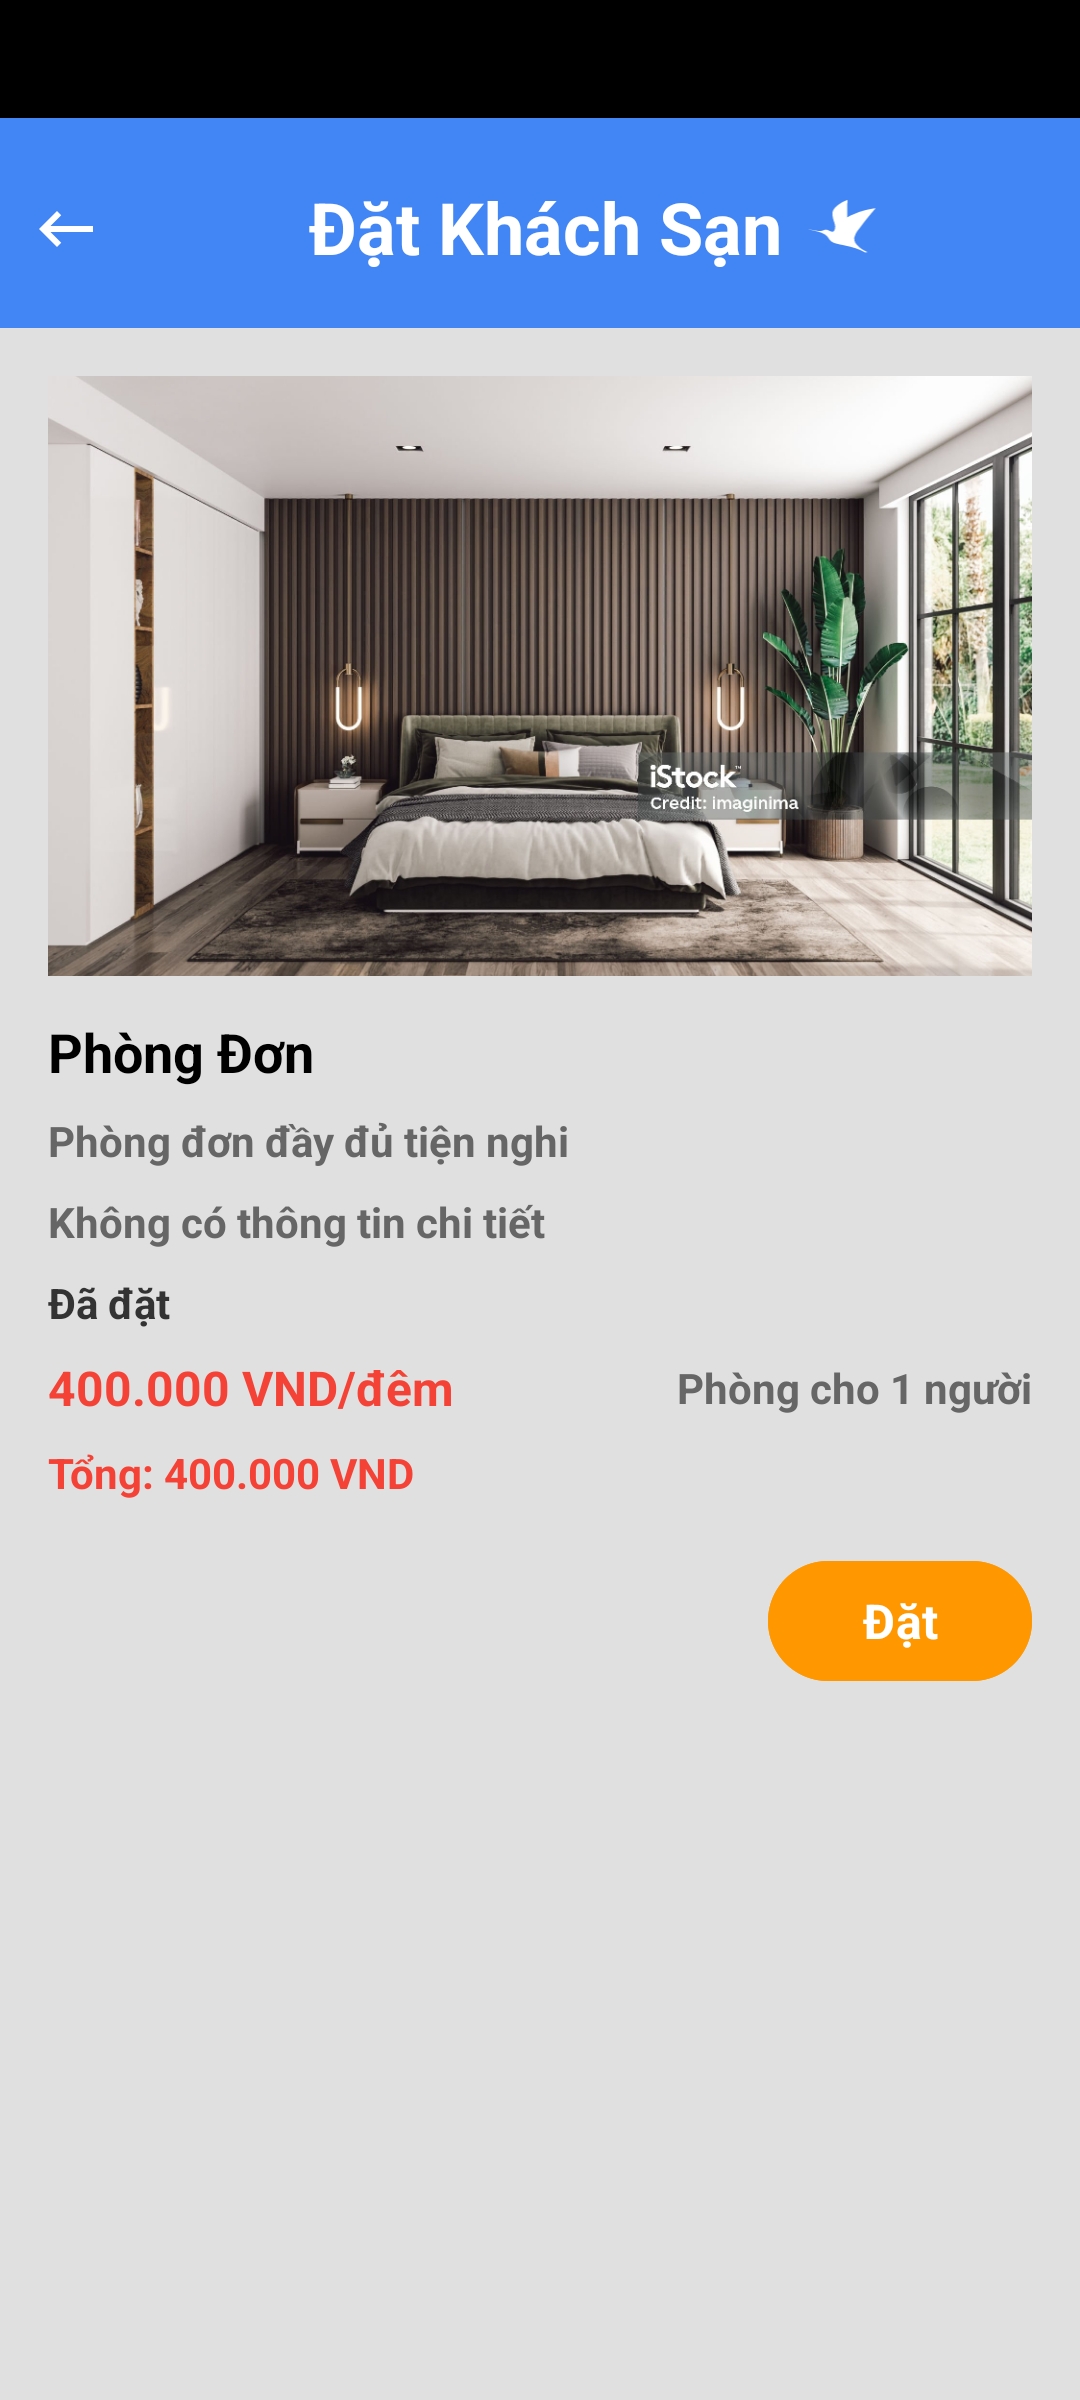 Đặt Khách Sạn
iStock™
Credit: imaginima
Phòng Đơn
Phòng đơn đầy đủ tiện nghi
Không có thông tin chi tiết
Đã đặt
400.000 VND/đêm
Phòng cho 1 người
Tổng: 400.000 VND
Đặt